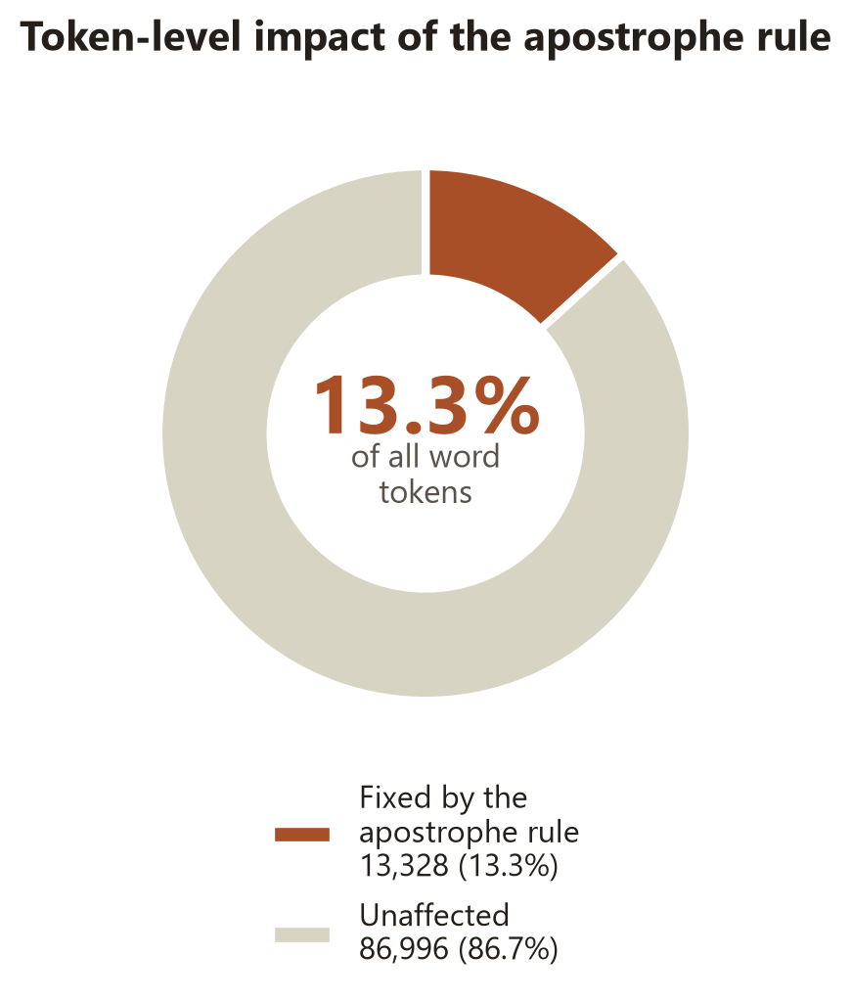 Token-level impact of the apostrophe rule
13.3%
of all word
tokens
Fixed by the
apostrophe rule
13,328 (13.3%)
Unaffected
86,996 (86.7%)